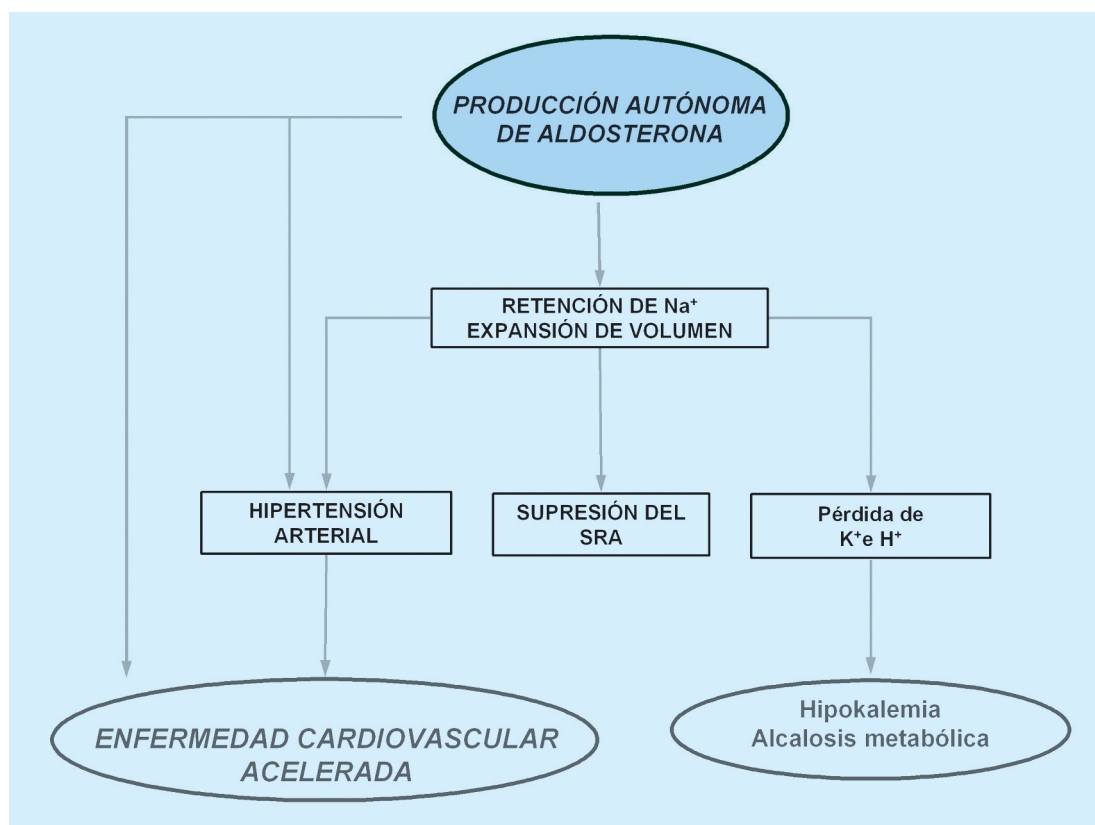 PRODUCCIÓN AUTÓNOMA
DE ALDOSTERONA
RETENCIÓN DE Na⁺
EXPANSIÓN DE VOLUMEN
HIPERTENSIÓN
ARTERIAL
SUPRESIÓN DEL
SRA
Pérdida de
K⁺e H⁺
ENFERMEDAD CARDIOVASCULAR
ACELERADA
Hipokalemia
Alcalosis metabólica